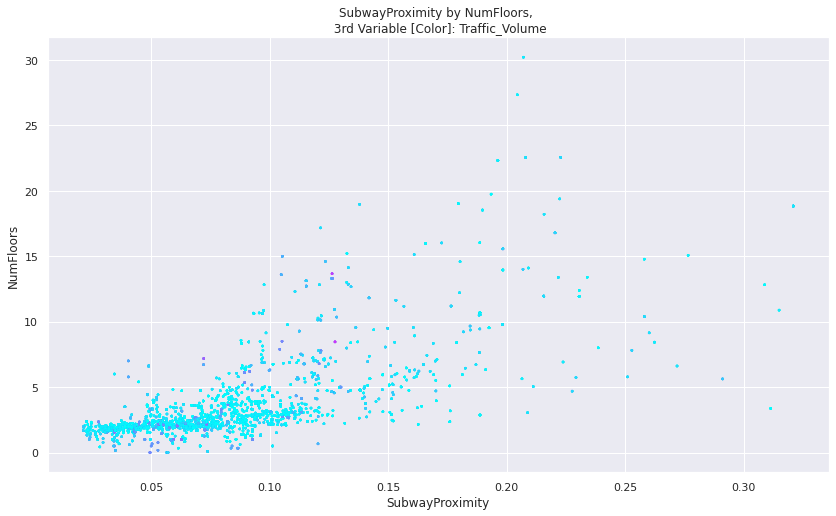 SubwayProximity by NumFloors,
3rd Variable [Color]: Traffic_Volume
30
25
20
15
10
5
0
NumFloors
0.05 0.10 0.15 0.20 0.25 0.30
SubwayProximity